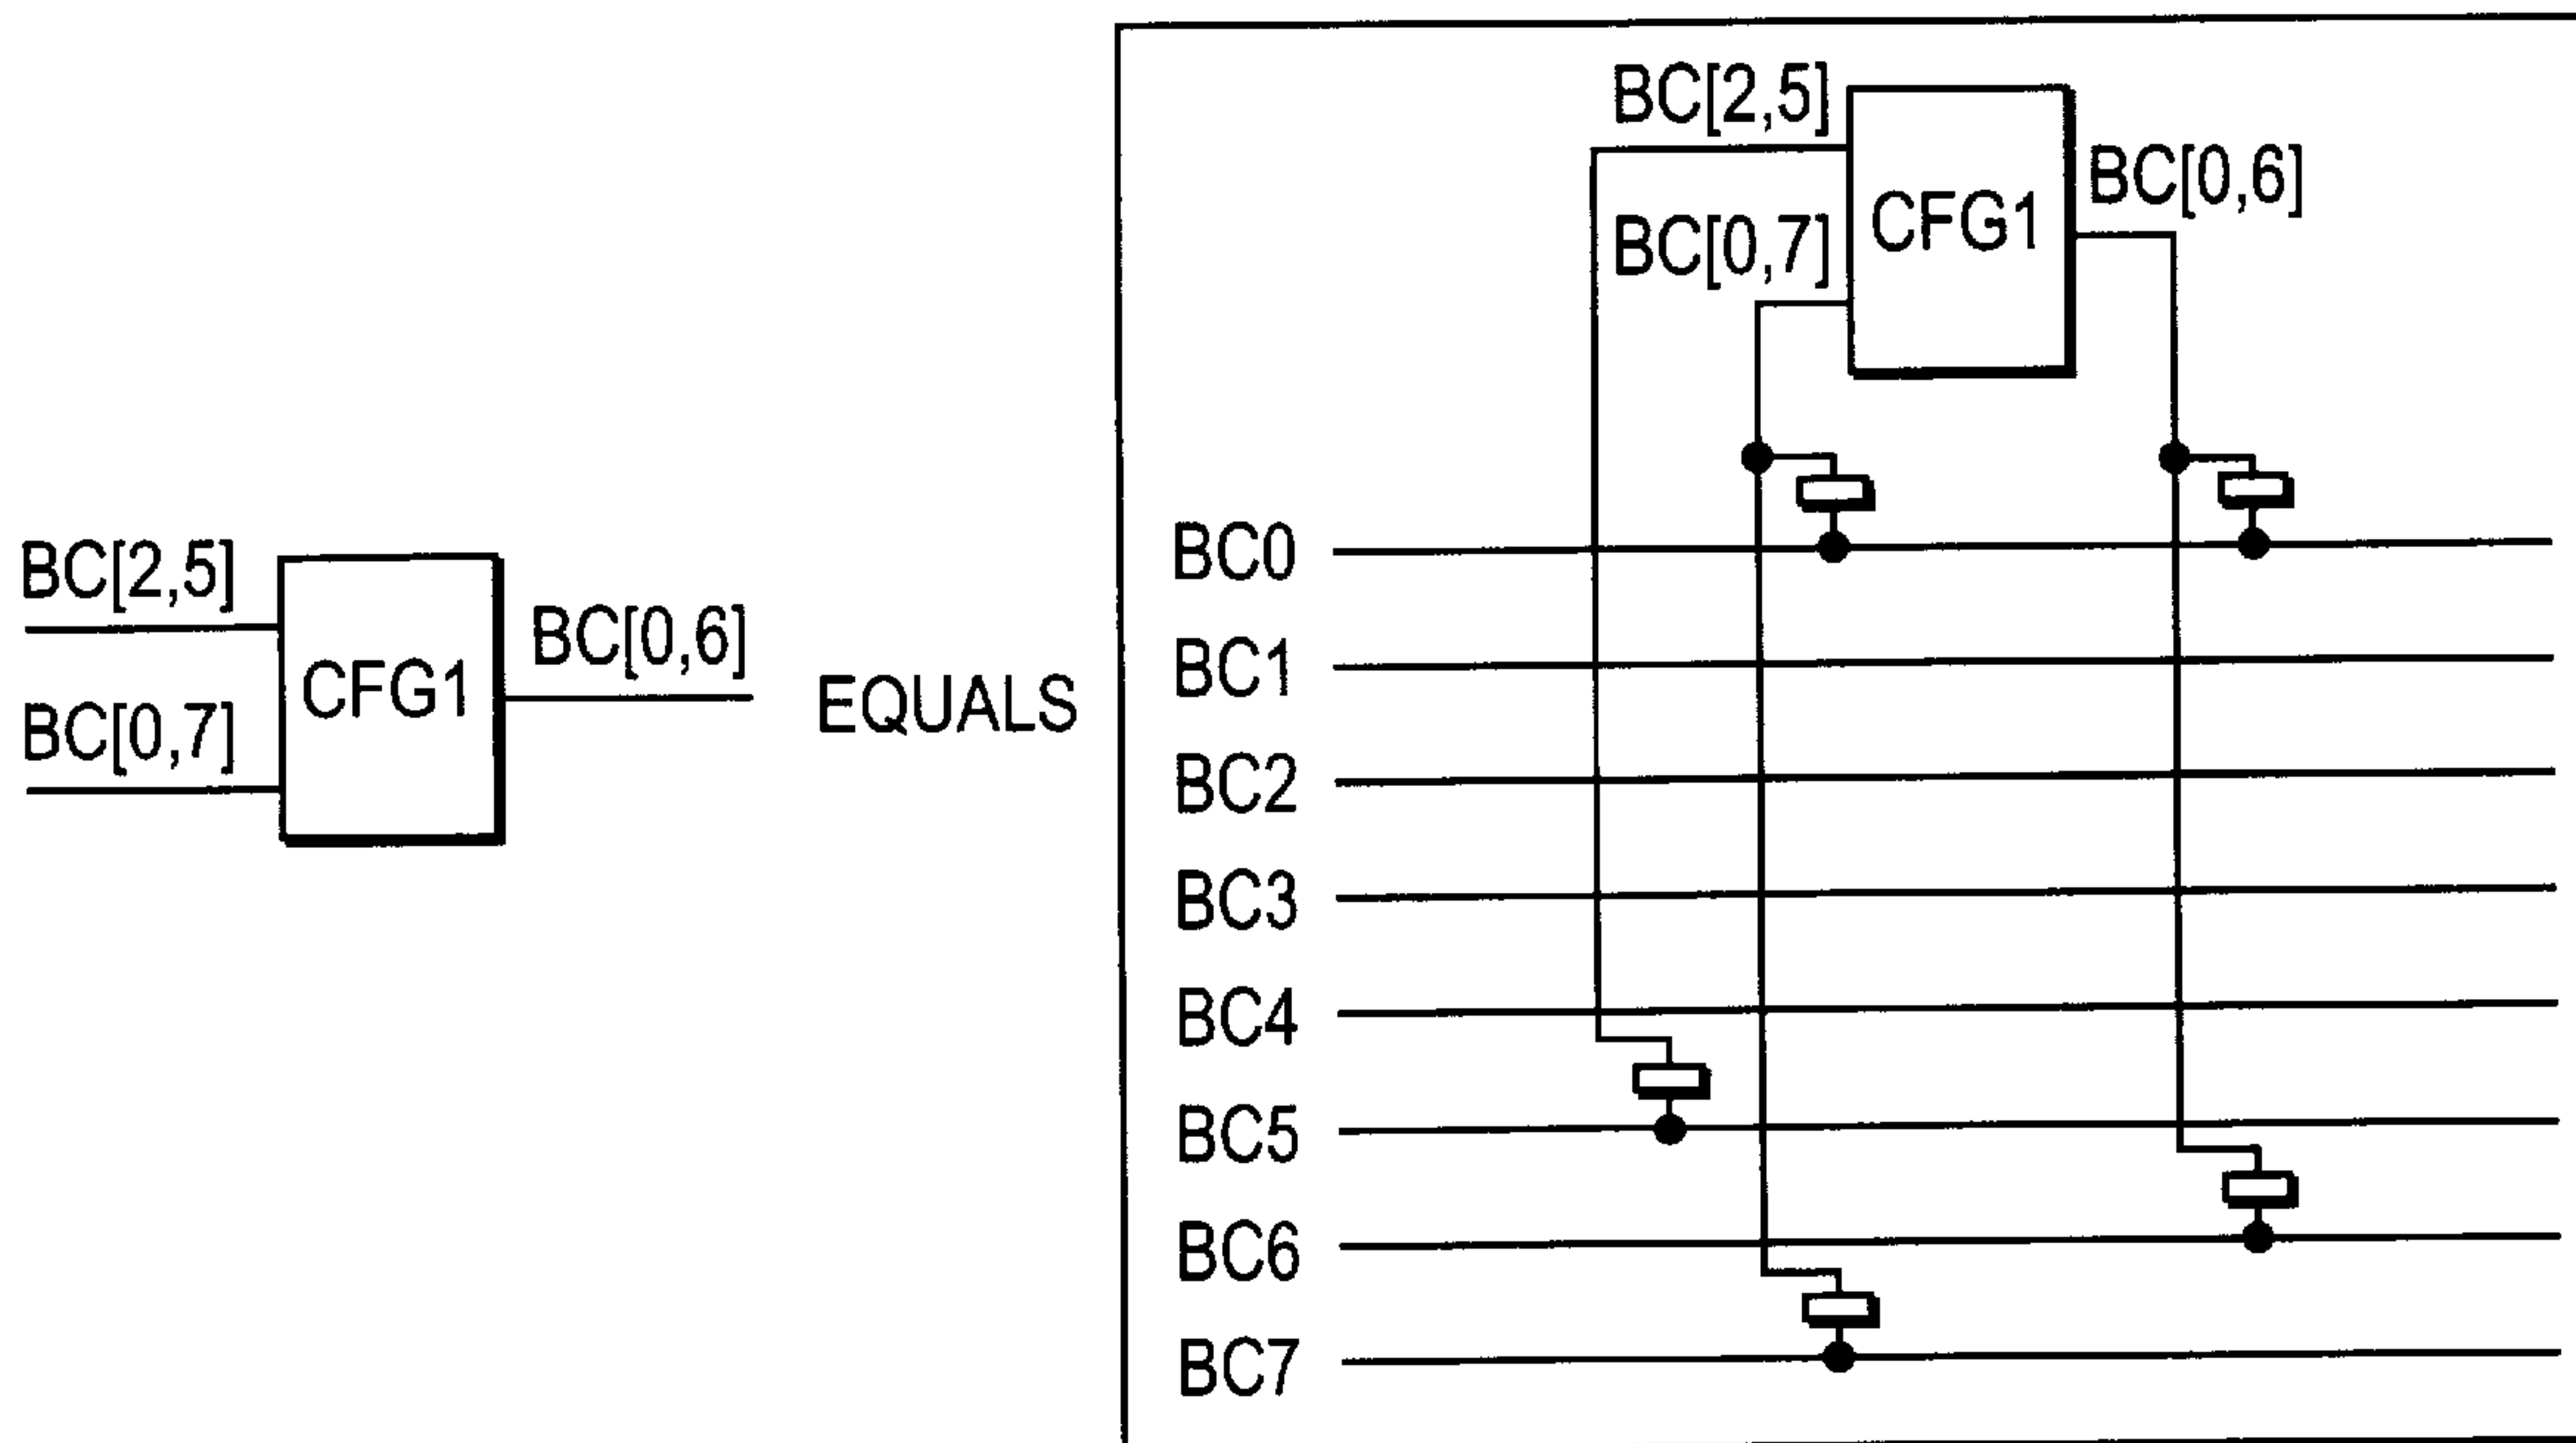 BC[2,5]
BC[0,7]
CFG1
BC[0,6]
EQUALS
BC[2,5]
BC[0,7]
CFG1
BC[0,6]
BC0
BC1
BC2
BC3
BC4
BC5
BC6
BC7